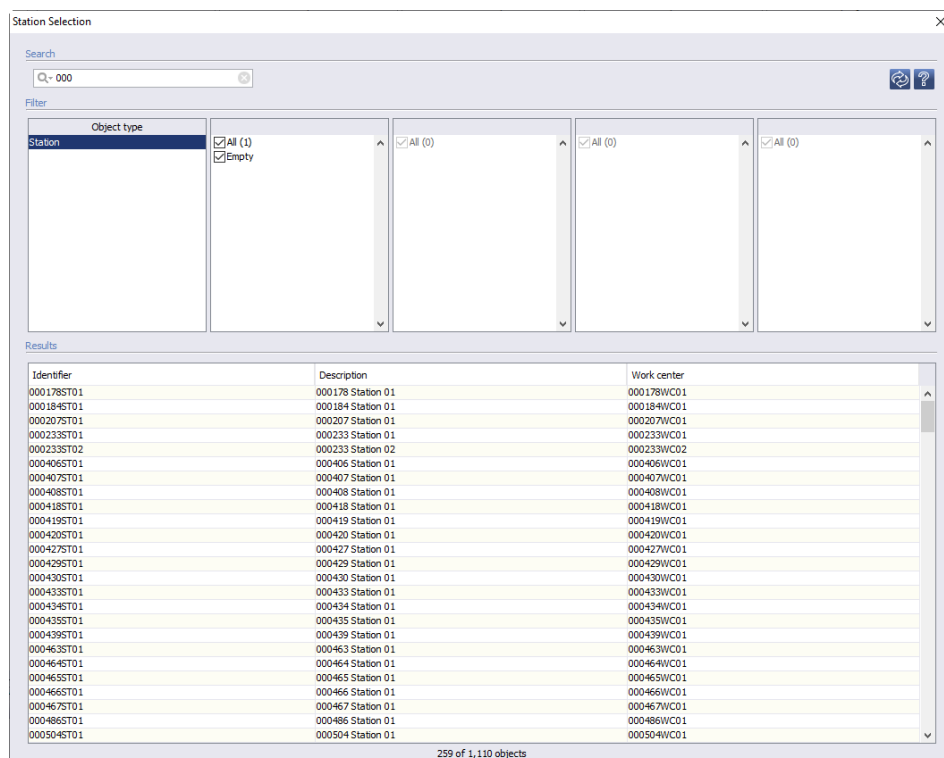 Station Selection
Search
000
Filter
Object type
Station
All (1)
Empty
All (0)
All (0)
All (0)
Results
Identifier Description Work center
000178ST01 000178 Station 01 000178WC01
000184ST01 000184 Station 01 000184WC01
000207ST01 000207 Station 01 000207WC01
000233ST01 000233 Station 01 000233WC01
000233ST02 000233 Station 02 000233WC02
000406ST01 000406 Station 01 000406WC01
000407ST01 000407 Station 01 000407WC01
000408ST01 000408 Station 01 000408WC01
000418ST01 000418 Station 01 000418WC01
000419ST01 000419 Station 01 000419WC01
000420ST01 000420 Station 01 000420WC01
000427ST01 000427 Station 01 000427WC01
000429ST01 000429 Station 01 000429WC01
000430ST01 000430 Station 01 000430WC01
000433ST01 000433 Station 01 000433WC01
000434ST01 000434 Station 01 000434WC01
000435ST01 000435 Station 01 000435WC01
000439ST01 000439 Station 01 000439WC01
000463ST01 000463 Station 01 000463WC01
000464ST01 000464 Station 01 000464WC01
000465ST01 000465 Station 01 000465WC01
000466ST01 000466 Station 01 000466WC01
000467ST01 000467 Station 01 000467WC01
000486ST01 000486 Station 01 000486WC01
000504ST01 000504 Station 01 000504WC01
259 of 1,110 objects